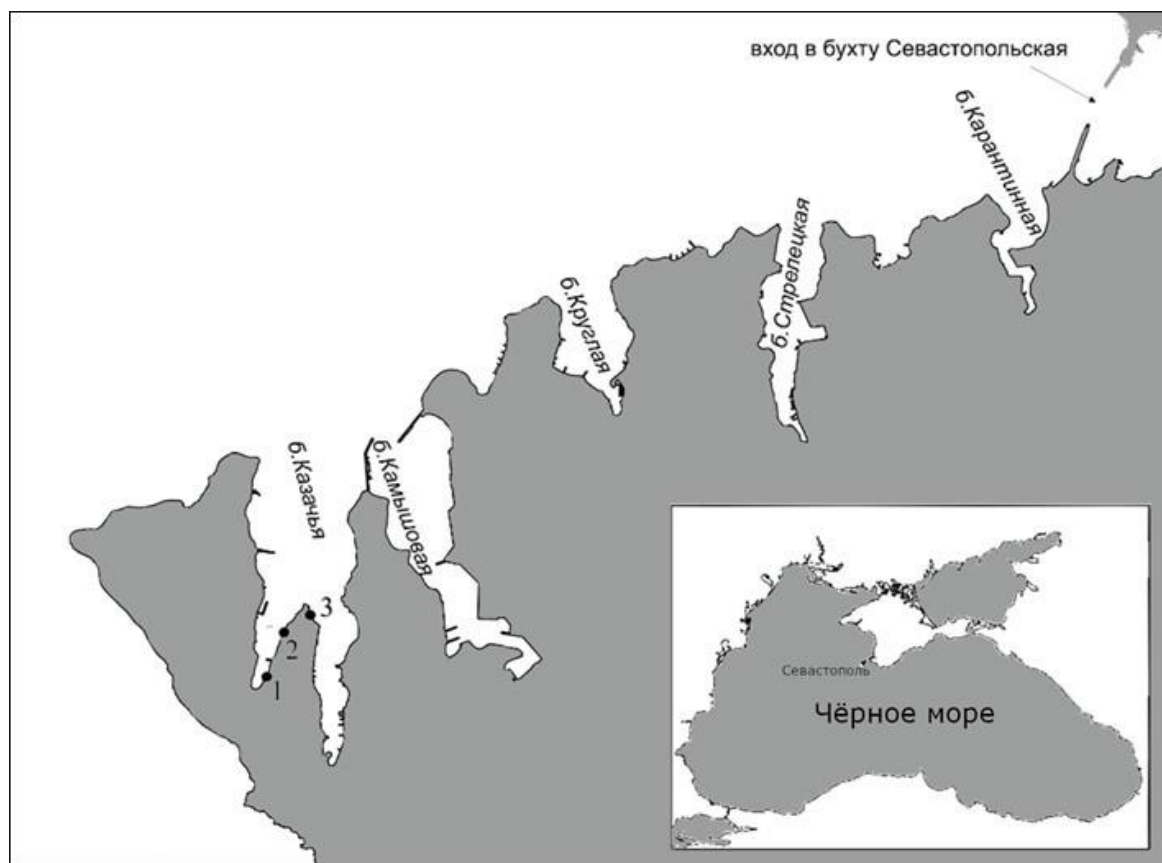 вход в бухту Севастопольская
б.Карантинная
б.Стрелецкая
б.Круглая
б.Камышовая
б.Казачья
3
2
1
Севастополь
Чёрное море